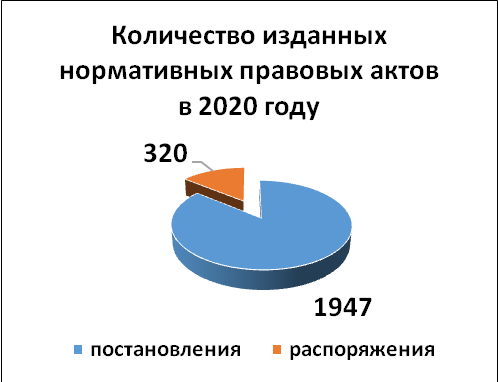 Количество изданных
нормативных правовых актов
в 2020 году
320
1947
постановления распоряжения